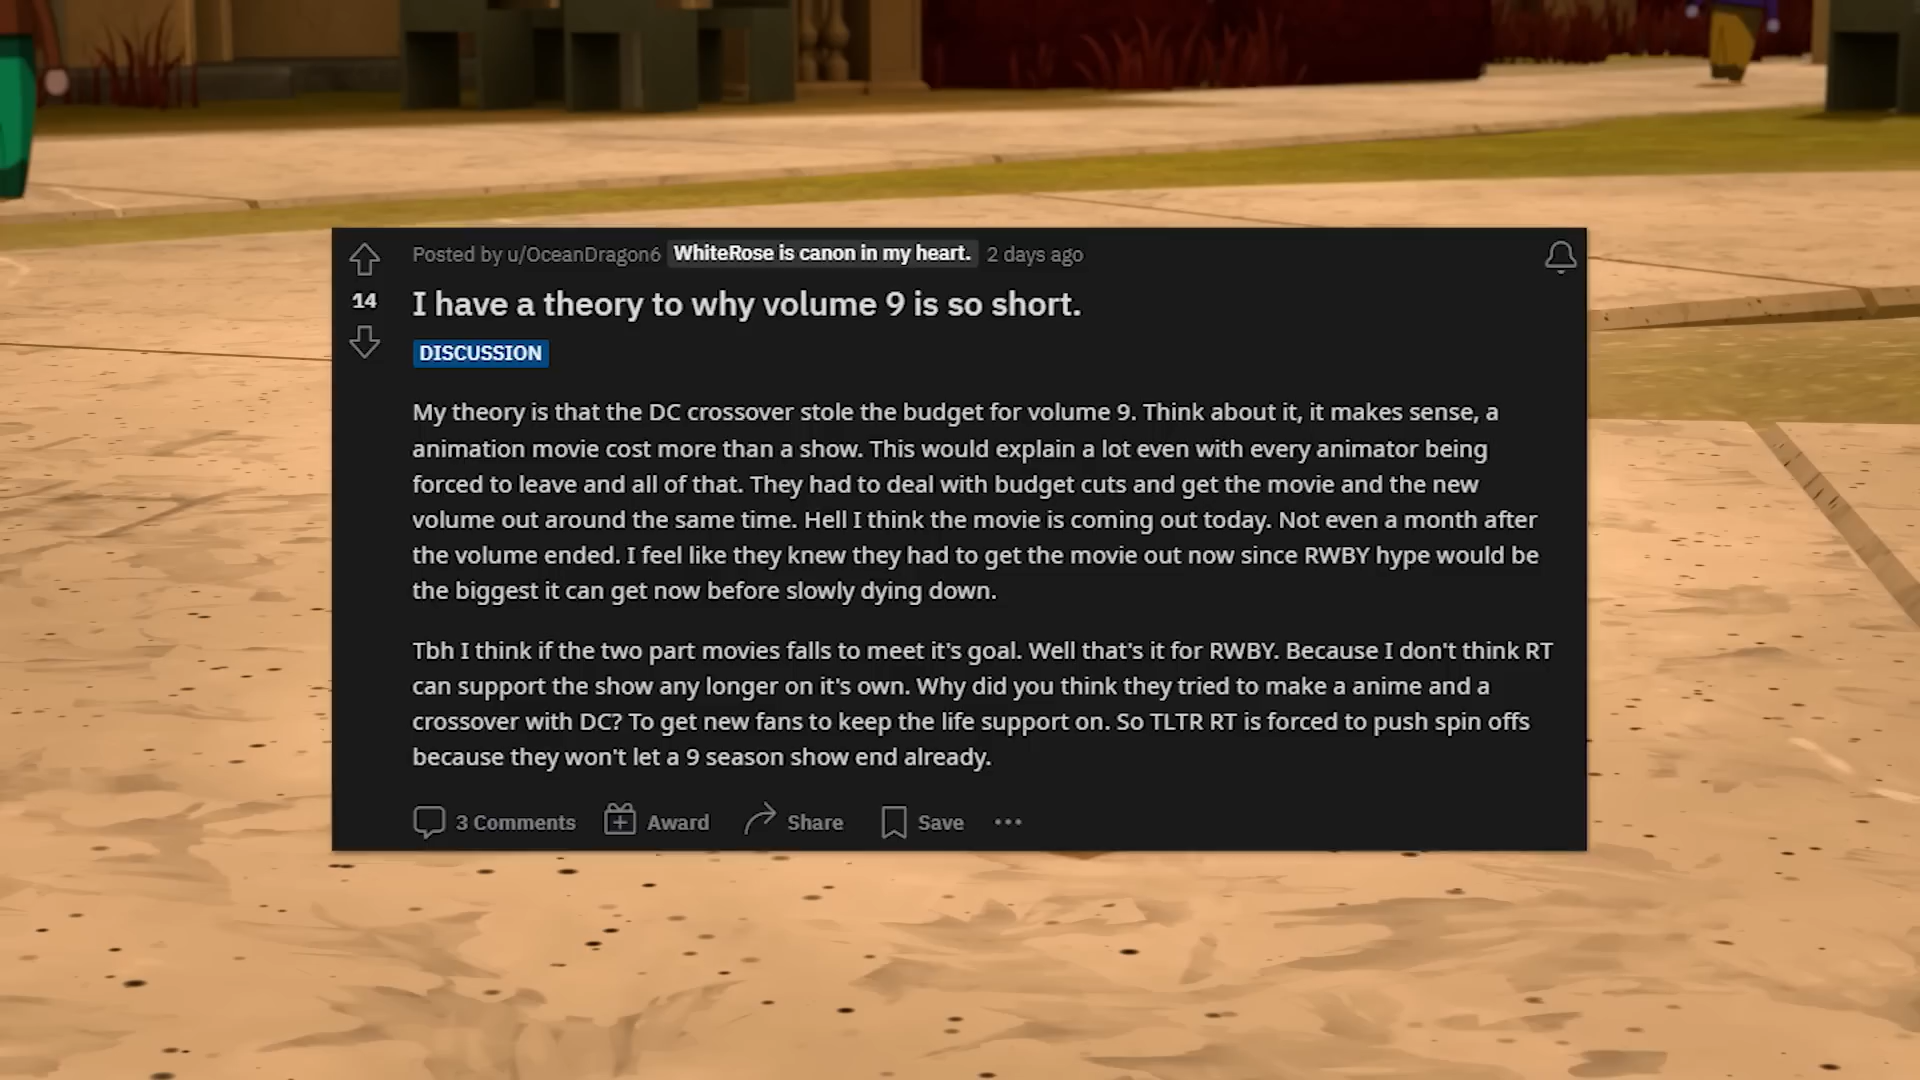 Posted by u/OceanDragon6 WhiteRose is canon in my heart. 2 days ago
14
I have a theory to why volume 9 is so short.
DISCUSSION
My theory is that the DC crossover stole the budget for volume 9. Think about it, it makes sense, a
animation movie cost more than a show. This would explain a lot even with every animator being
forced to leave and all of that. They had to deal with budget cuts and get the movie and the new
volume out around the same time. Hell I think the movie is coming out today. Not even a month after
the volume ended. I feel like they knew they had to get the movie out now since RWBY hype would be
the biggest it can get now before slowly dying down.
Tbh I think if the two part movies falls to meet it's goal. Well that's it for RWBY. Because I don't think RT
can support the show any longer on it's own. Why did you think they tried to make a anime and a
crossover with DC? To get new fans to keep the life support on. So TLTR RT is forced to push spin offs
because they won't let a 9 season show end already.
3 Comments Award Share Save